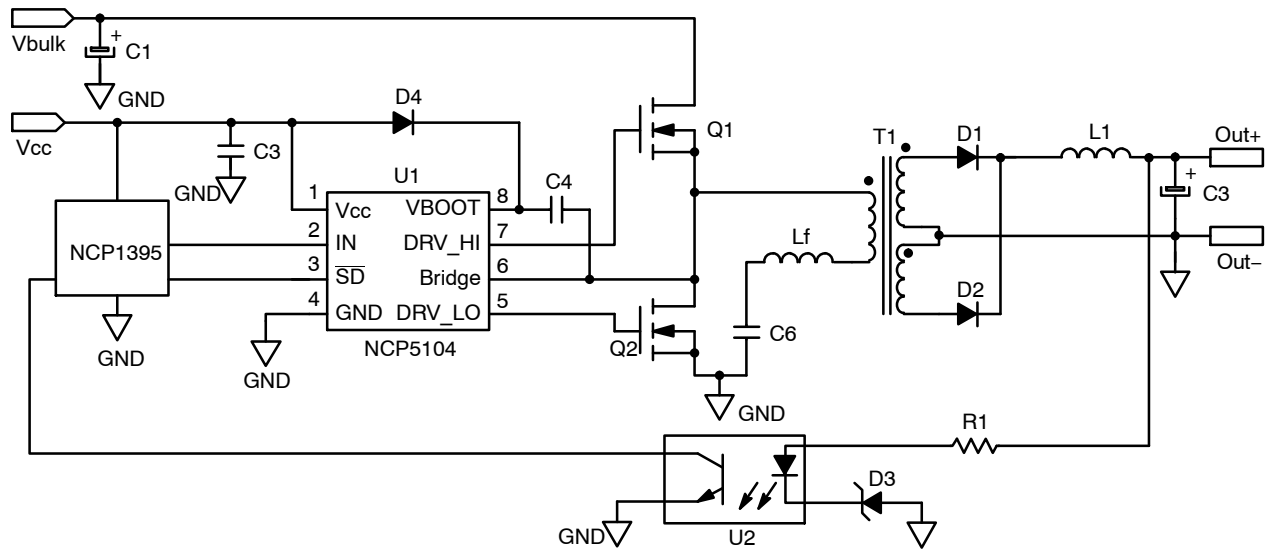 Vbulk
+
C1
GND
Vcc
D4
C3
GND
U1
1
Vcc
VBOOT
8
C4
2
IN
DRV_HI
7
3
SD
Bridge
6
4
GND
DRV_LO
5
NCP5104
NCP1395
GND
GND
Q1
Q2
T1
Lf
C6
GND
D1
D2
L1
Out+
+
C3
Out–
R1
D3
U2
GND